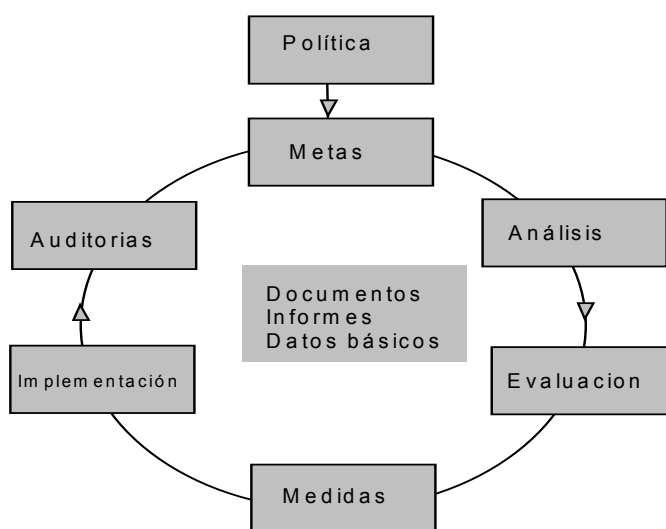 Política
Metas
Auditorias
Análisis
Documentos
Informes
Datos básicos
Implementación
Evaluacion
Medidas